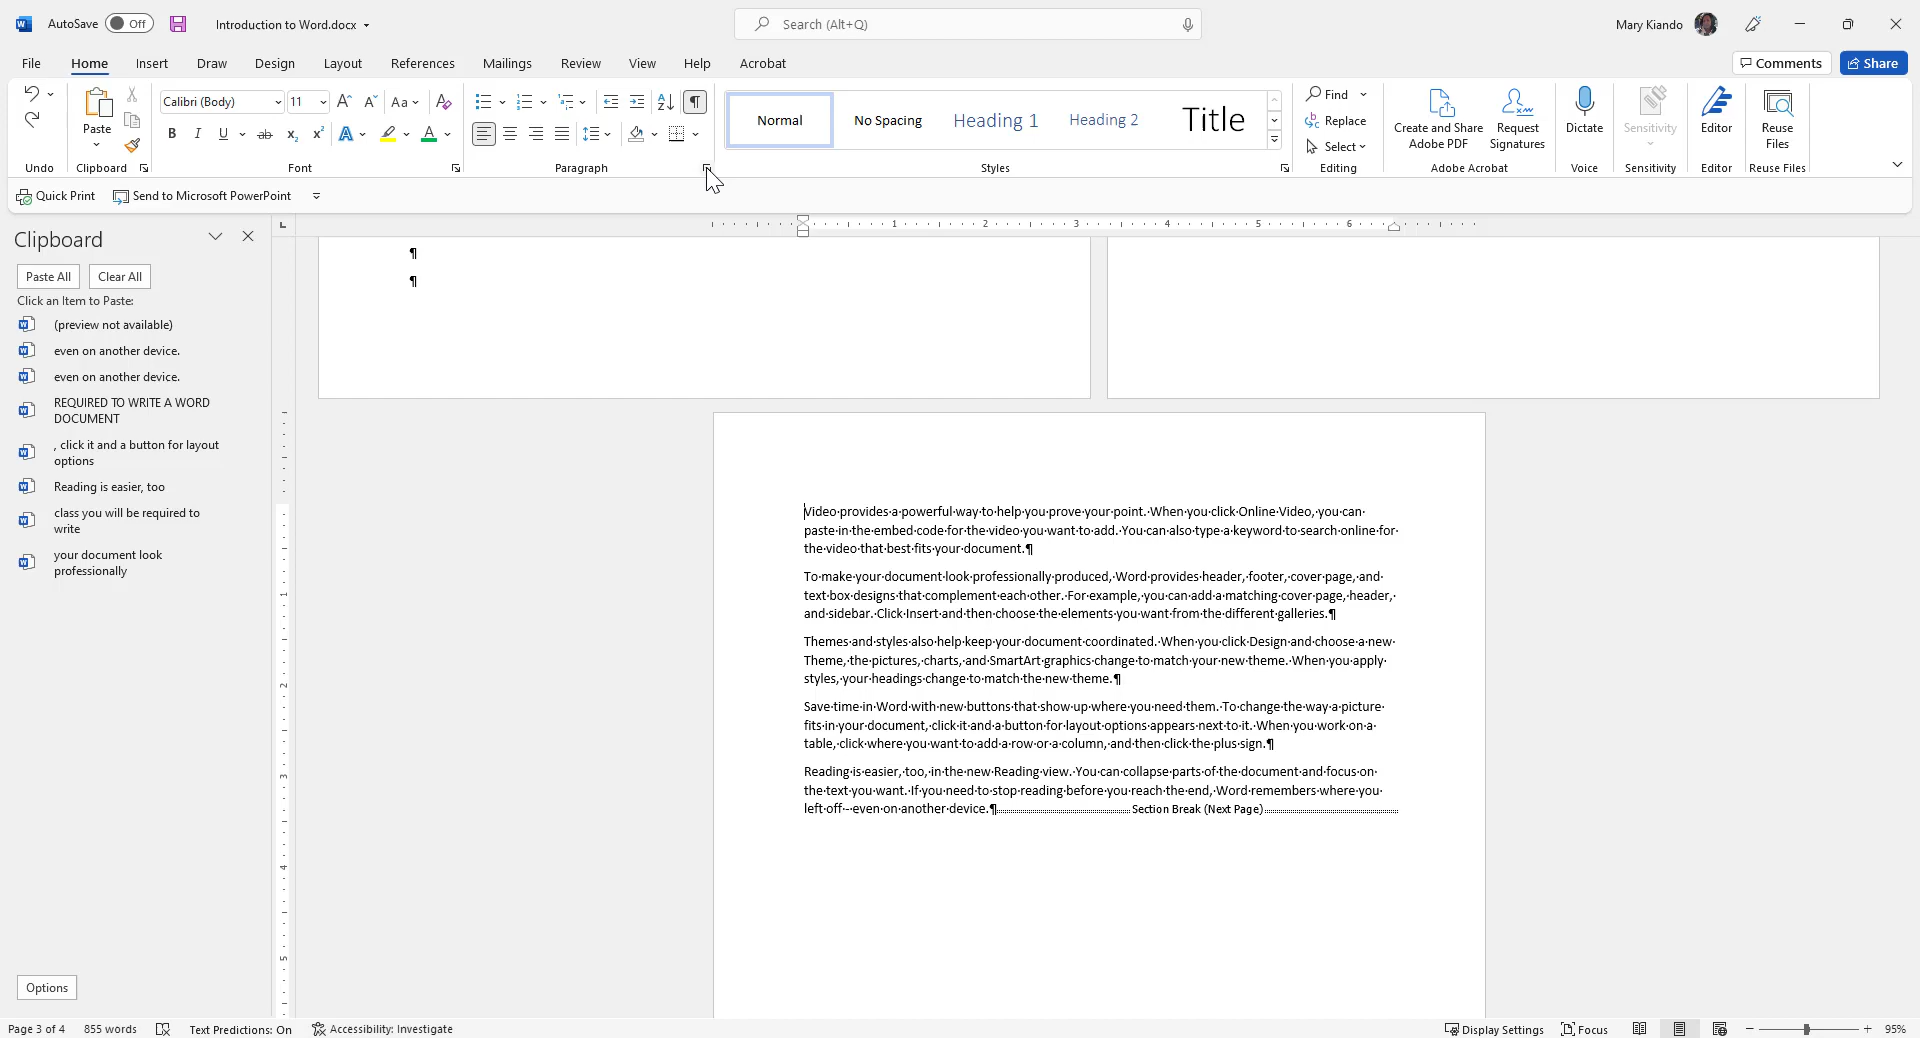 AutoSave Off Introduction to Word.docx Search (Alt+Q) Mary Kiando
File Home Insert Draw Design Layout References Mailings Review View Help Acrobat Comments Share
Calibri (Body) 11 Aa Normal No Spacing Heading 1 Heading 2 Title Find
Paste Replace Create and Share Adobe PDF Request Signatures Dictate Sensitivity Editor Reuse Files
B I U ab x₂ x² A A Select
Undo Clipboard Font Paragraph Styles Editing Adobe Acrobat Voice Sensitivity Editor Reuse Files
Quick Print Send to Microsoft PowerPoint
Clipboard
Paste All Clear All
Click an Item to Paste:
(preview not available)
even on another device.
even on another device.
REQUIRED TO WRITE A WORD
DOCUMENT
, click it and a button for layout
options
Reading is easier, too
class you will be required to
write
your document look
professionally
Options
1 2 3 4 5 6
1
2
3
4
5
¶
¶
Video·provides·a·powerful·way·to·help·you·prove·your·point.·When·you·click·Online·Video,·you·can·
paste·in·the·embed·code·for·the·video·you·want·to·add.·You·can·also·type·a·keyword·to·search·online·for·
the·video·that·best·fits·your·document.¶
To·make·your·document·look·professionally·produced,·Word·provides·header,·footer,·cover·page,·and·
text·box·designs·that·complement·each·other.·For·example,·you·can·add·a·matching·cover·page,·header,·
and·sidebar.·Click·Insert·and·then·choose·the·elements·you·want·from·the·different·galleries.¶
Themes·and·styles·also·help·keep·your·document·coordinated.·When·you·click·Design·and·choose·a·new·
Theme,·the·pictures,·charts,·and·SmartArt·graphics·change·to·match·your·new·theme.·When·you·apply·
styles,·your·headings·change·to·match·the·new·theme.¶
Save·time·in·Word·with·new·buttons·that·show·up·where·you·need·them.·To·change·the·way·a·picture·
fits·in·your·document,·click·it·and·a·button·for·layout·options·appears·next·to·it.·When·you·work·on·a·
table,·click·where·you·want·to·add·a·row·or·a·column,·and·then·click·the·plus·sign.¶
Reading·is·easier,·too,·in·the·new·Reading·view.·You·can·collapse·parts·of·the·document·and·focus·on·
the·text·you·want.·If·you·need·to·stop·reading·before·you·reach·the·end,·Word·remembers·where·you·
left·off·-·even·on·another·device.¶ Section Break (Next Page)
Page 3 of 4 855 words Text Predictions: On Accessibility: Investigate Display Settings Focus 95%